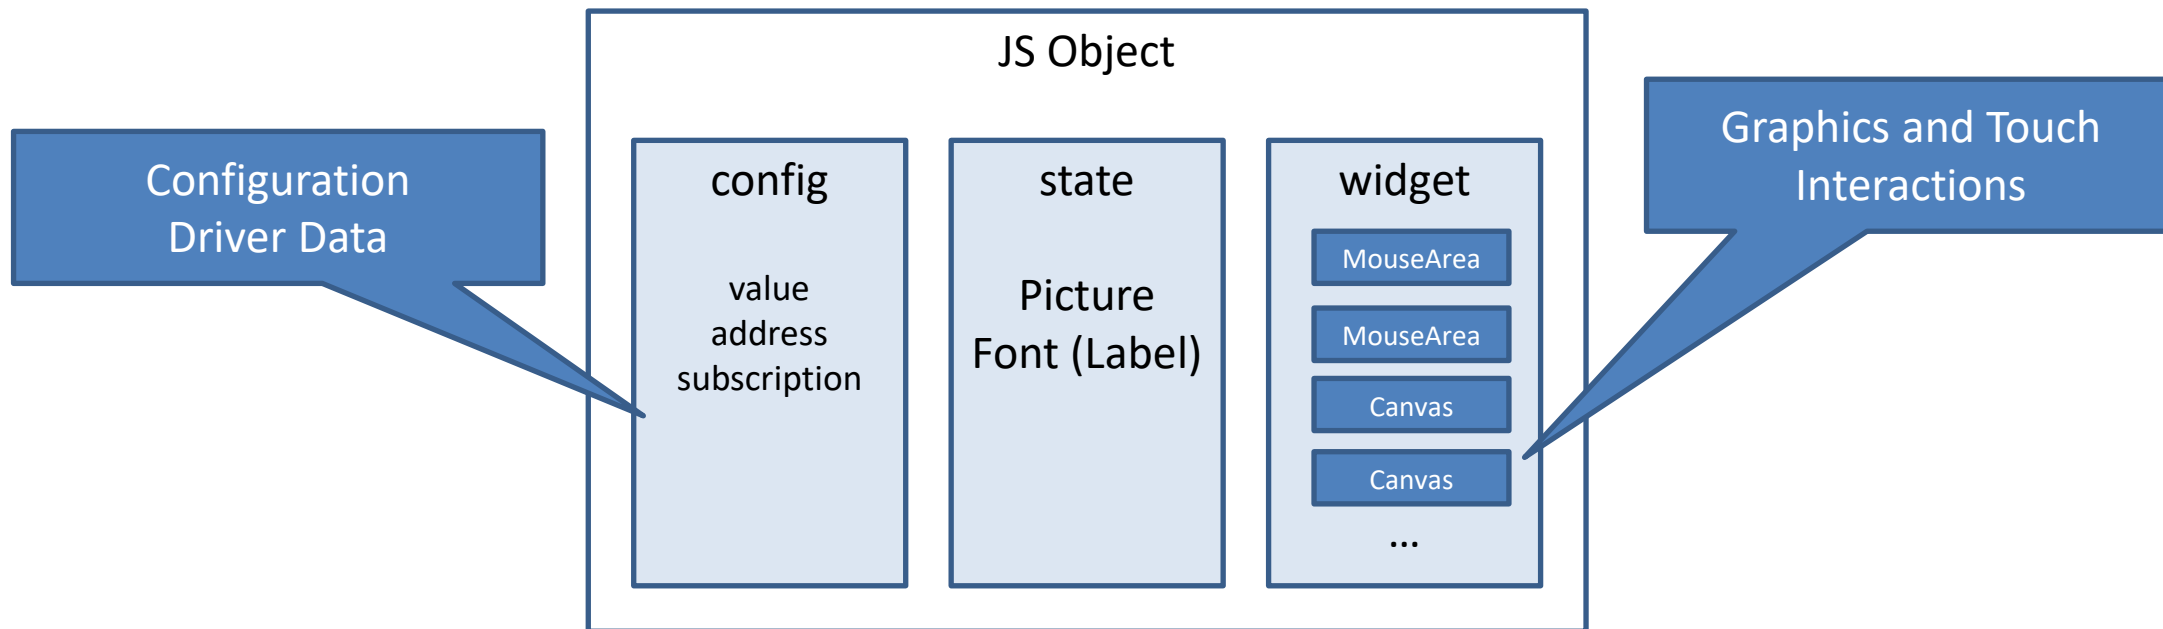 JS Object
Configuration
Driver Data
config
value
address
subscription
state
Picture
Font (Label)
widget
MouseArea
MouseArea
Canvas
Canvas
...
Graphics and Touch
Interactions